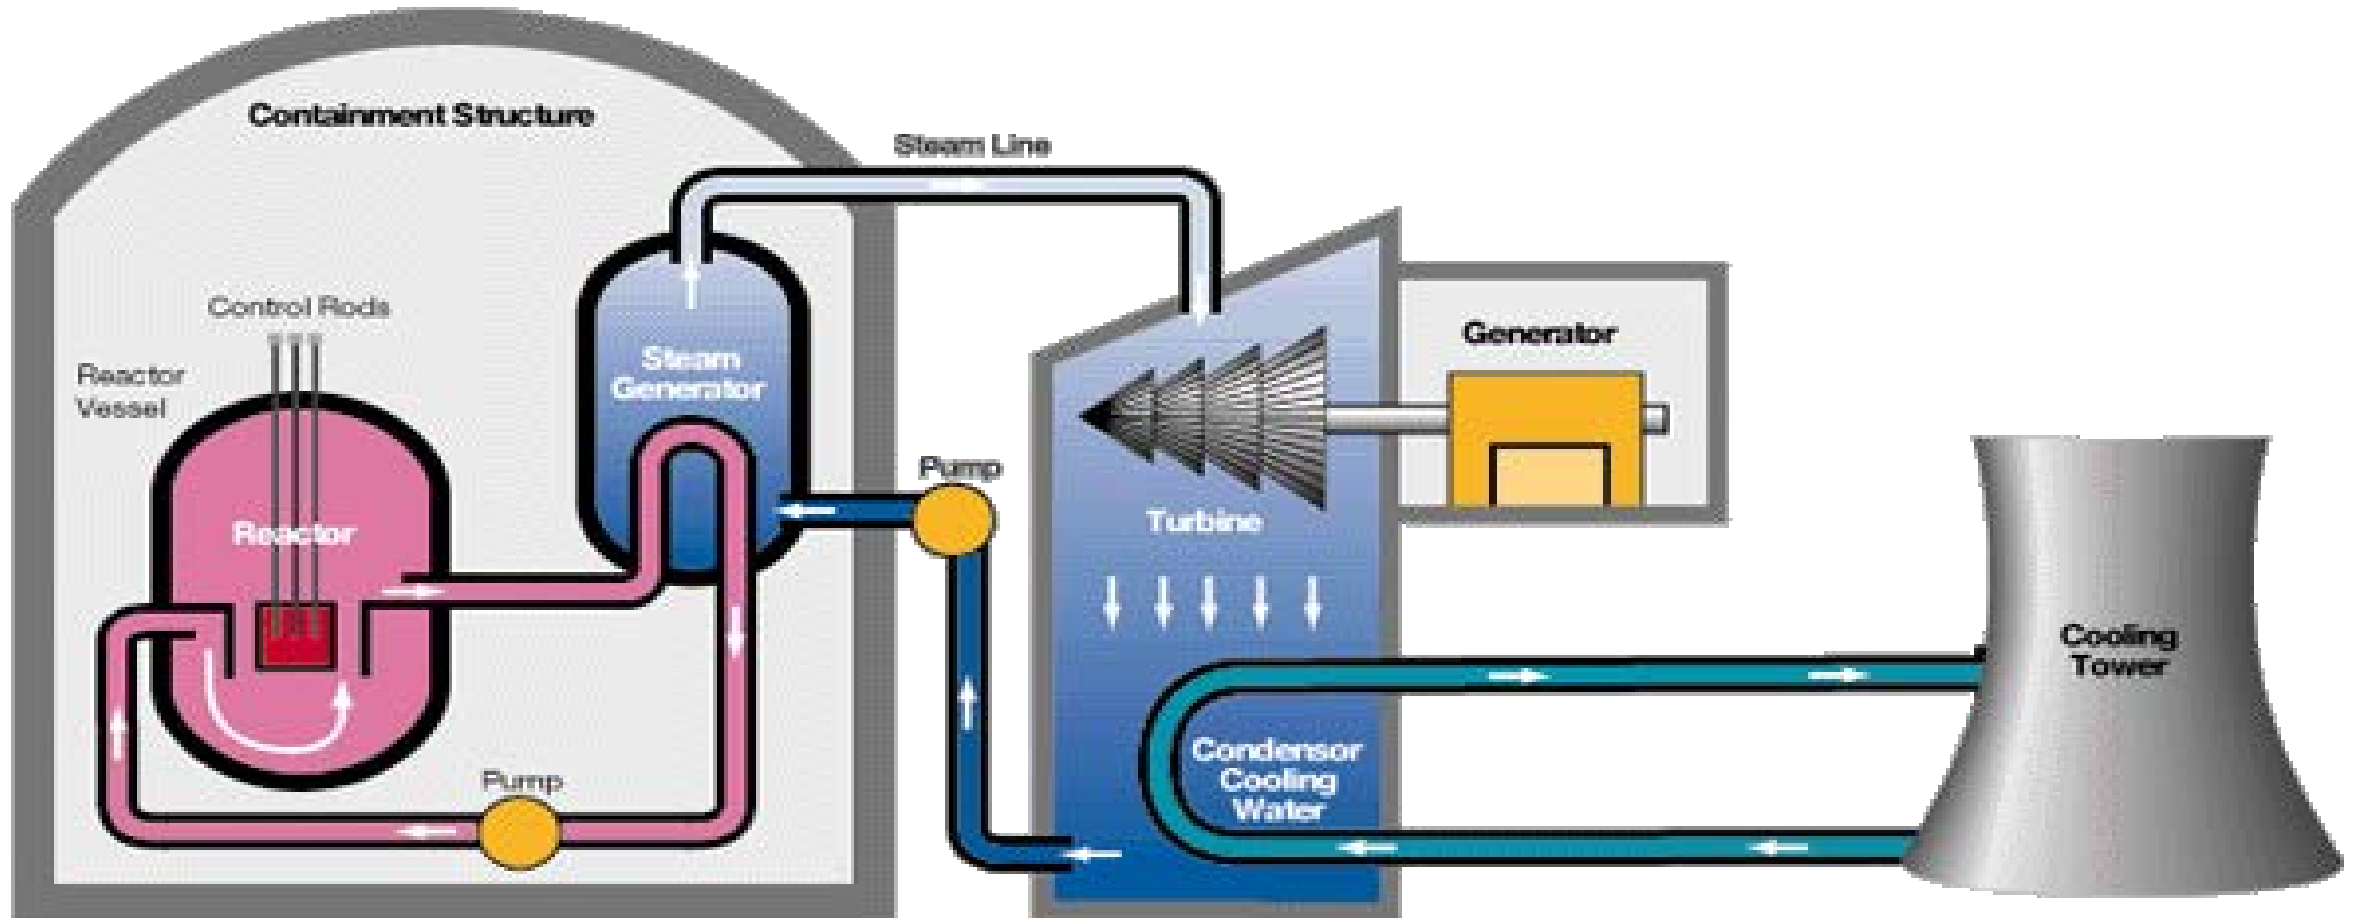 Containment Structure
Steam Line
Control Rods
Reactor
Vessel
Steam
Generator
Generator
Pump
Reactor
Turbine
Cooling
Tower
Condensor
Cooling
Water
Pump